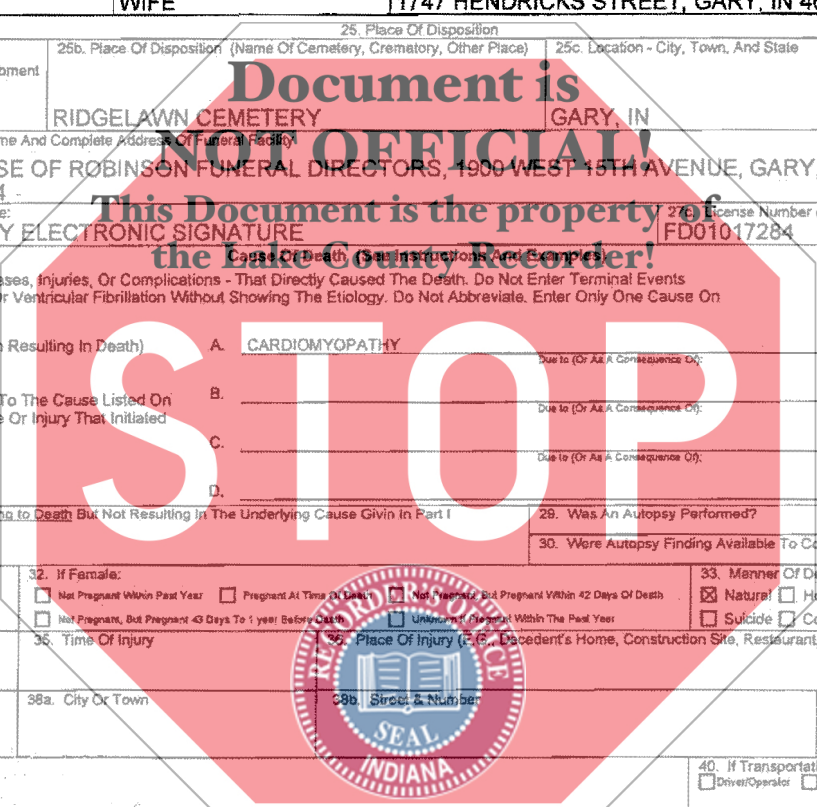 WIFE 1747 HENDRICKS STREET, GARY, IN
25. Place Of Disposition
25b. Place Of Disposition (Name Of Cemetery, Crematory, Other Place) 25c. Location - City, Town, And State
Document is
RIDGELAWN CEMETERY GARY, IN
And Complete Address Of Funeral Facility
NOT OFFICIAL!
OF ROBINSON FUNERAL DIRECTORS, 1900 WEST 15TH AVENUE, GARY,
This Document is the property of
27c. License Number
ELECTRONIC SIGNATURE FD01017284
the Lake County Recorder!
Cause Of Death (See Instructions And Examples)
Injuries, Or Complications - That Directly Caused The Death. Do Not Enter Terminal Events
Ventricular Fibrillation Without Showing The Etiology. Do Not Abbreviate. Enter Only One Cause On
Resulting In Death) A. CARDIOMYOPATHY
Due to (Or As A Consequence Of):
STOP
To The Cause Listed On B.
Due to (Or As A Consequence Of):
Or Injury That Initiated
C.
Due to (Or As A Consequence Of):
D.
to Death But Not Resulting In The Underlying Cause Givin In Part I 29. Was An Autopsy Performed?
30. Were Autopsy Finding Available To
32. If Female: 33. Manner Of
Not Pregnant Within Past Year Pregnant At Time Of Death Not Pregnant, But Pregnant Within 42 Days Of Death Natural
Not Pregnant, But Pregnant 43 Days To 1 year Before Death Unknown If Pregnant Within The Past Year Suicide
35. Time Of Injury 36. Place Of Injury (E.G., Decedent's Home, Construction Site, Restaurant,
RECORDER'S OFFICE
38a. City Or Town 38b. Street & Number
SEAL
INDIANA
40. If
Driver/Operator